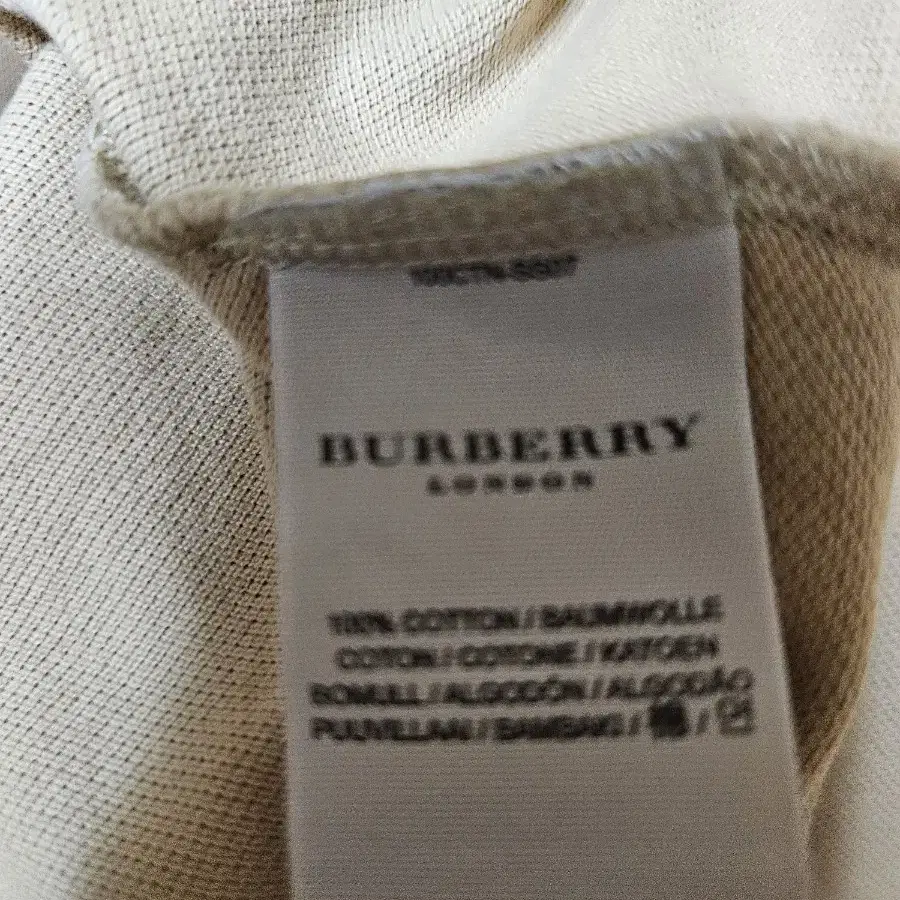 BURBERRY
LONDON
100% COTTON / BAUMWOLLE
COTON / COTONE / KATOEN
BOMULL / ALGODÓN / ALGODÃO
PUUVILLAA / BAMBAKI /